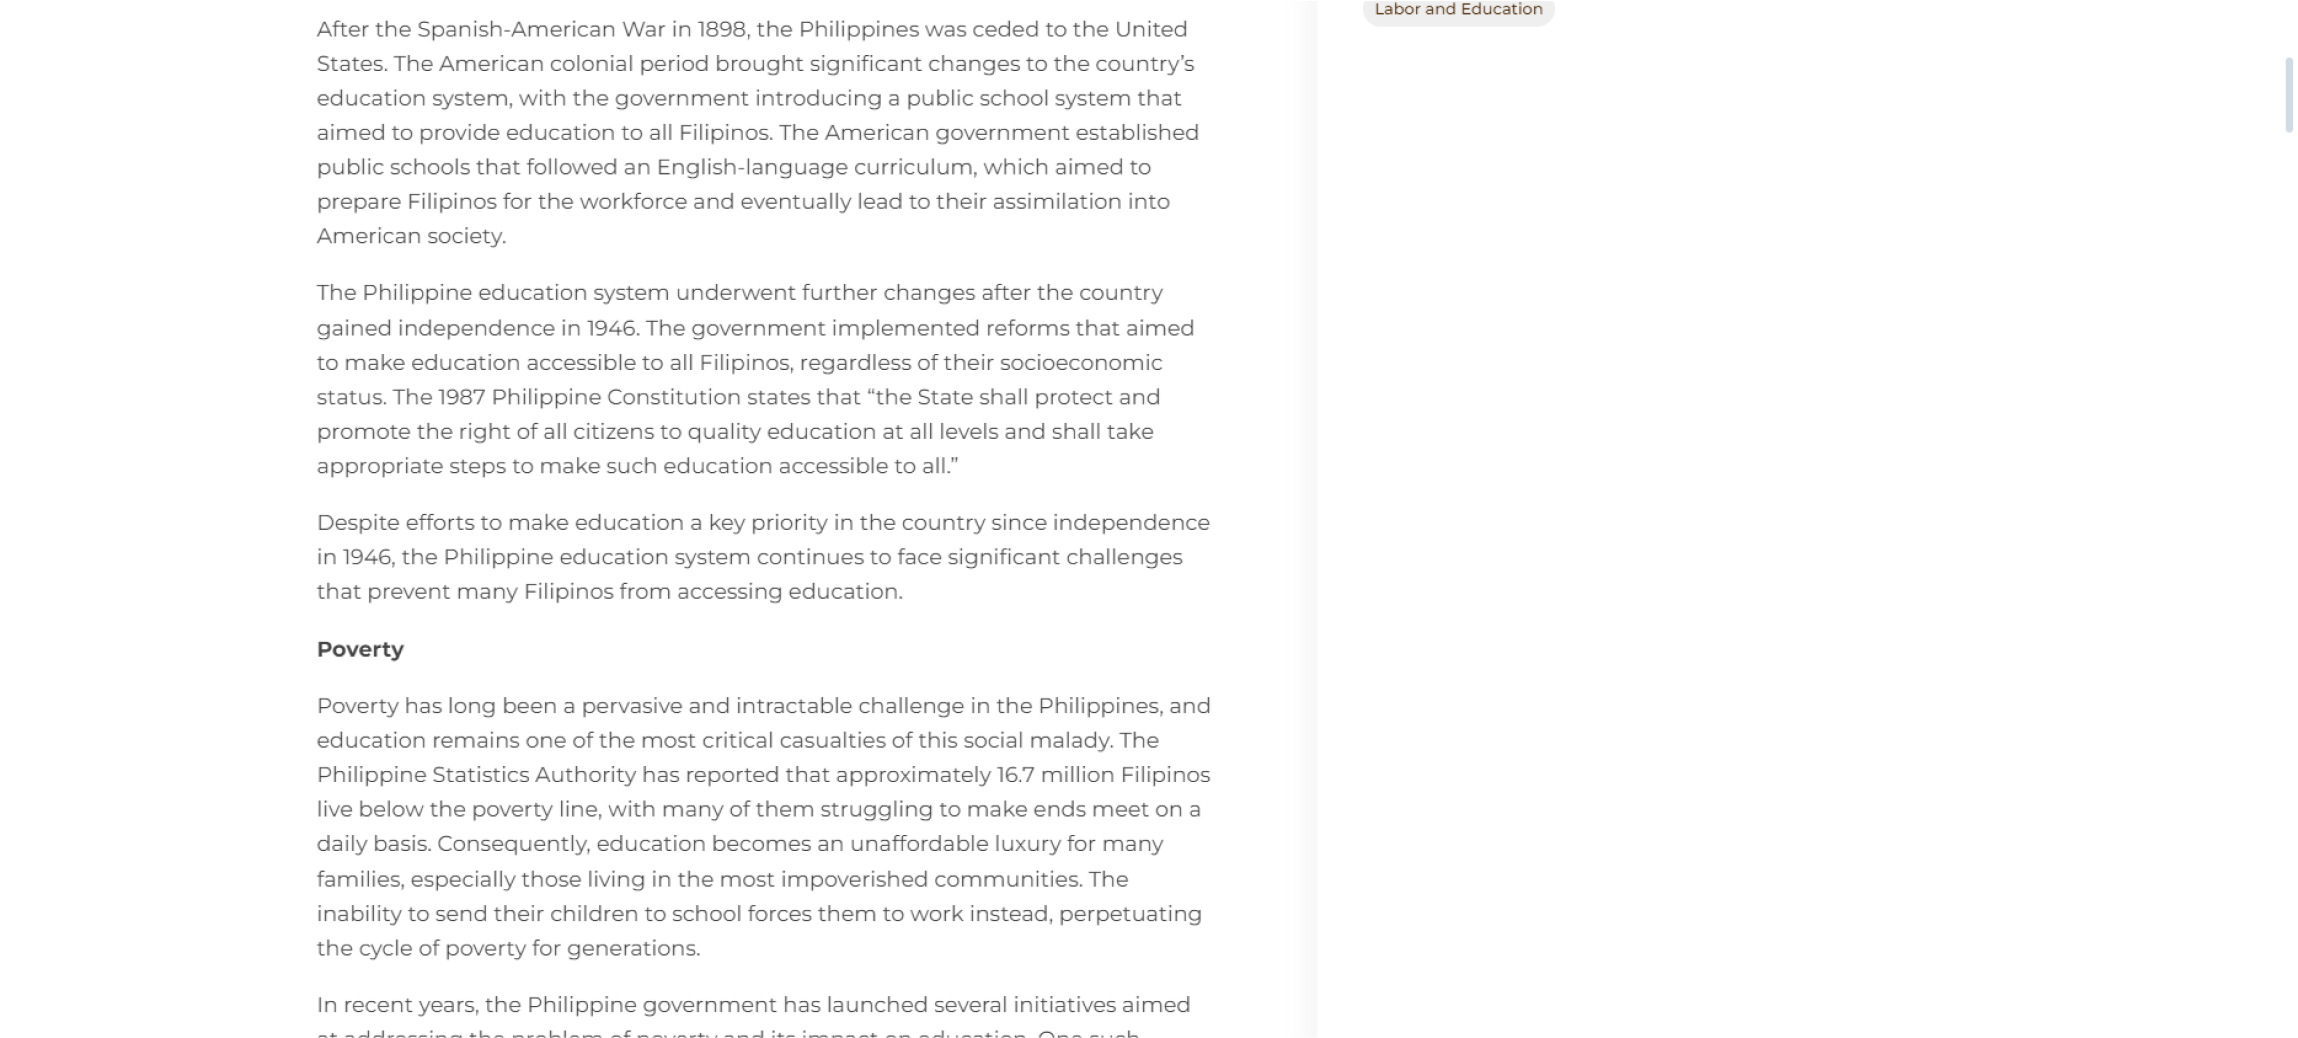 After the Spanish-American War in 1898, the Philippines was ceded to the United
States. The American colonial period brought significant changes to the country’s
education system, with the government introducing a public school system that
aimed to provide education to all Filipinos. The American government established
public schools that followed an English-language curriculum, which aimed to
prepare Filipinos for the workforce and eventually lead to their assimilation into
American society.
The Philippine education system underwent further changes after the country
gained independence in 1946. The government implemented reforms that aimed
to make education accessible to all Filipinos, regardless of their socioeconomic
status. The 1987 Philippine Constitution states that “the State shall protect and
promote the right of all citizens to quality education at all levels and shall take
appropriate steps to make such education accessible to all.”
Despite efforts to make education a key priority in the country since independence
in 1946, the Philippine education system continues to face significant challenges
that prevent many Filipinos from accessing education.
Poverty
Poverty has long been a pervasive and intractable challenge in the Philippines, and
education remains one of the most critical casualties of this social malady. The
Philippine Statistics Authority has reported that approximately 16.7 million Filipinos
live below the poverty line, with many of them struggling to make ends meet on a
daily basis. Consequently, education becomes an unaffordable luxury for many
families, especially those living in the most impoverished communities. The
inability to send their children to school forces them to work instead, perpetuating
the cycle of poverty for generations.
In recent years, the Philippine government has launched several initiatives aimed
at addressing the problem of poverty and its impact on education. One such
Labor and Education